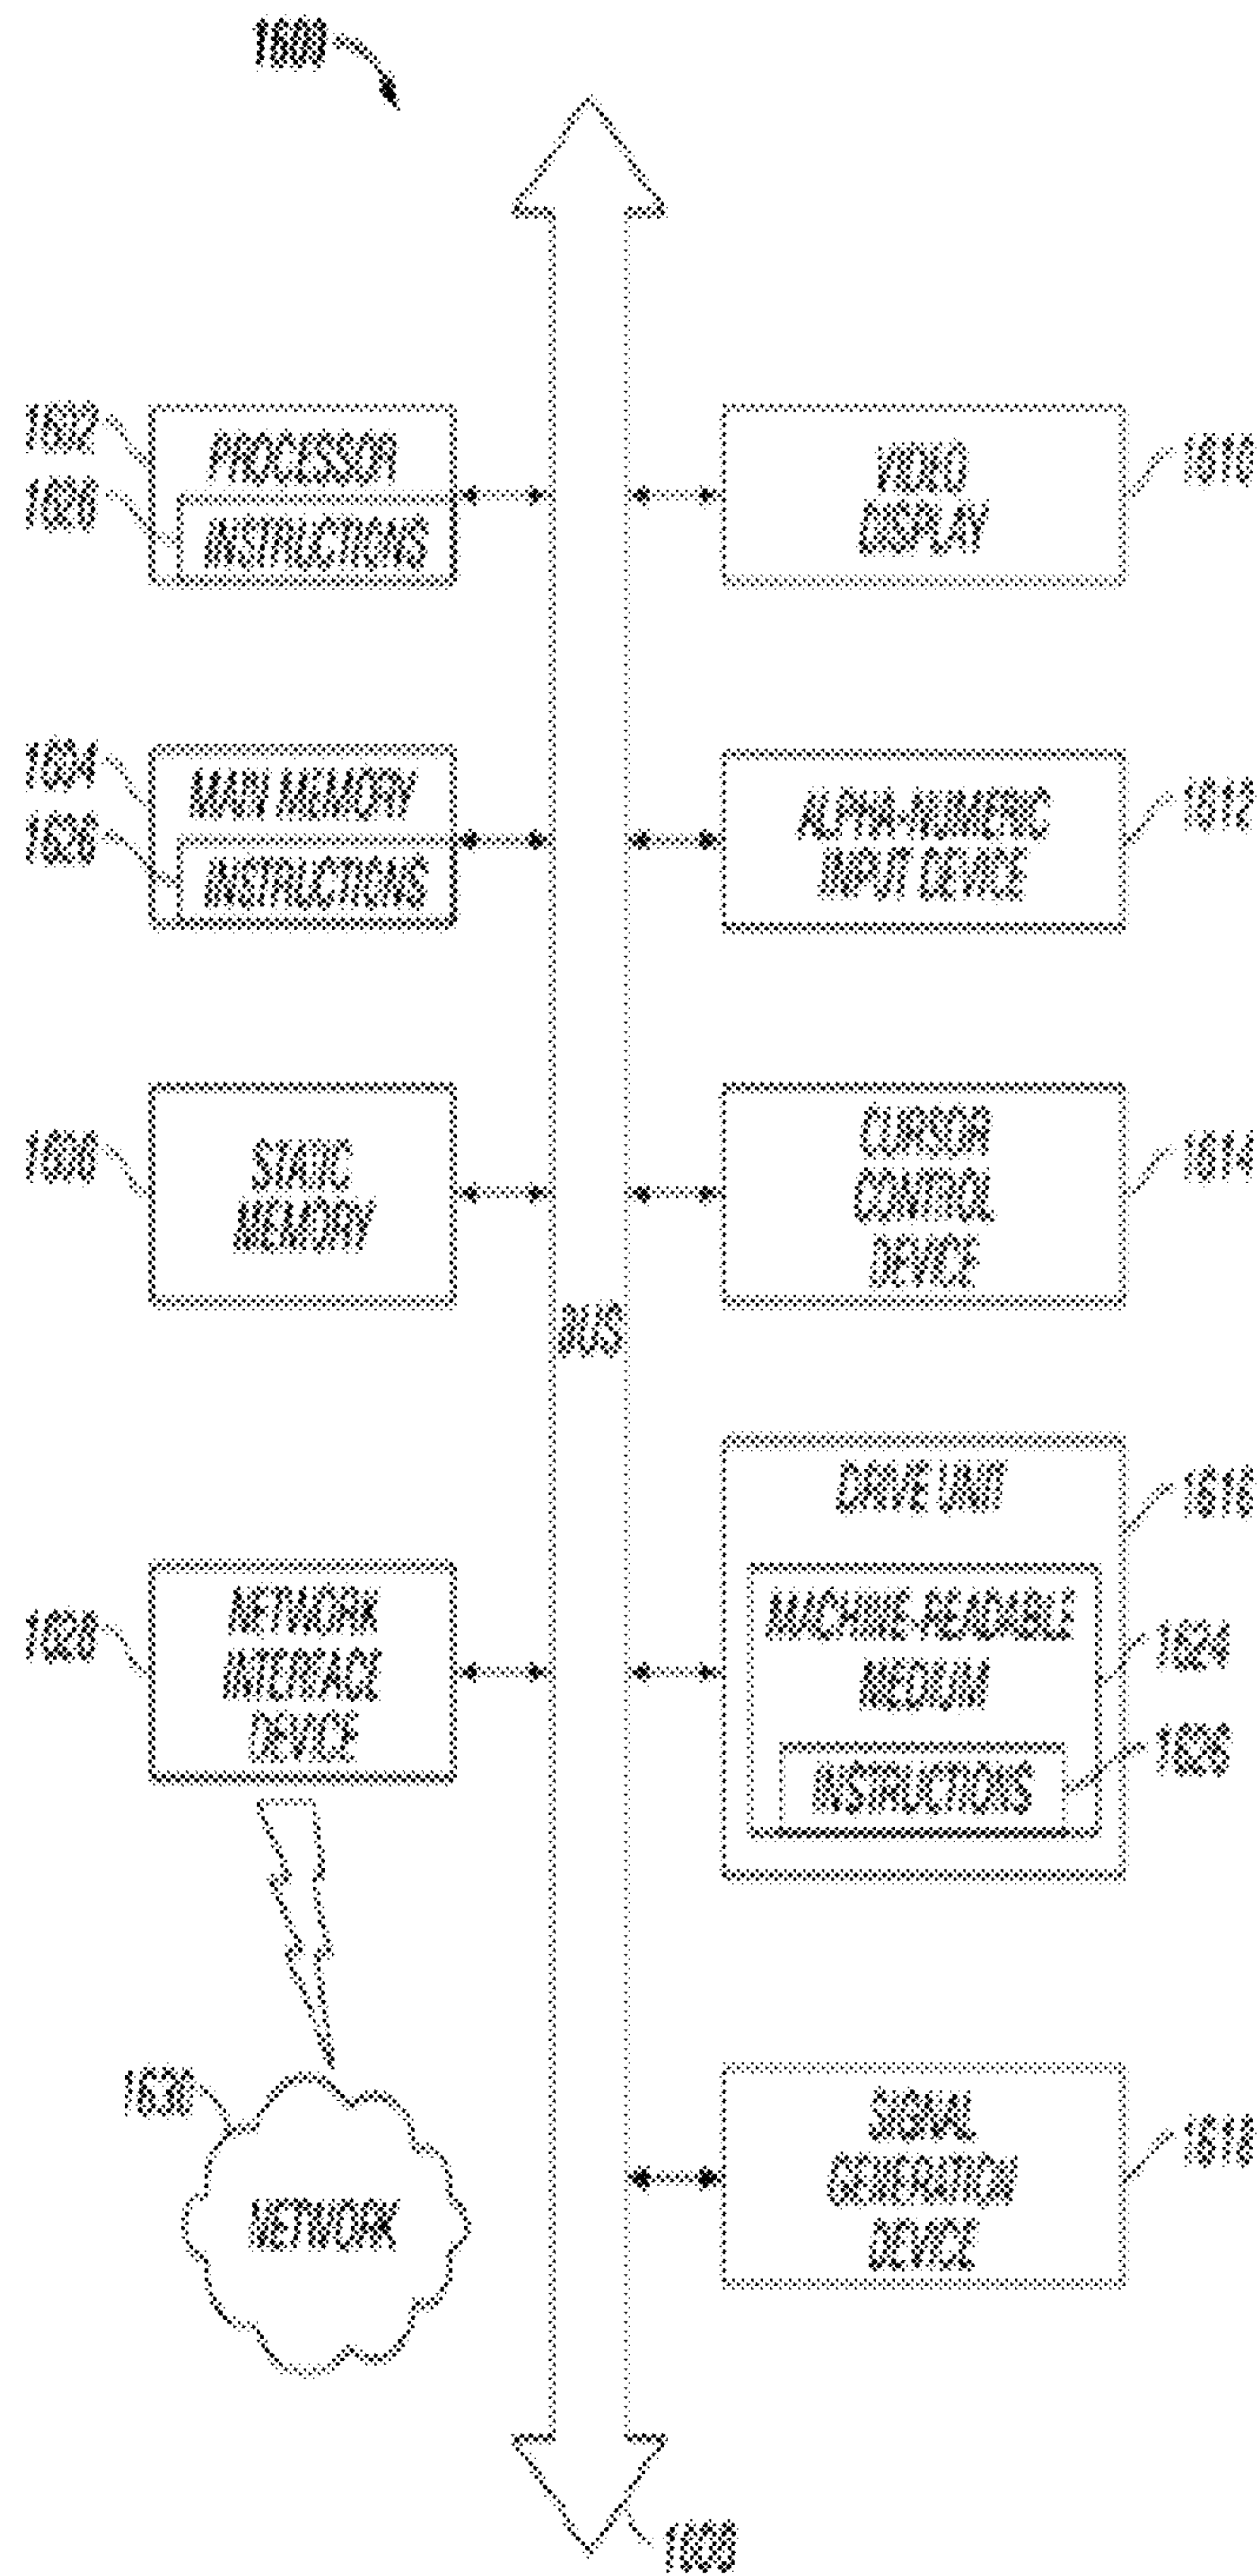 1600
1602
PROCESSOR
1626
INSTRUCTIONS
VIDEO
DISPLAY
1610
1604
MAIN MEMORY
1626
INSTRUCTIONS
ALPHA-NUMERIC
INPUT DEVICE
1612
STATIC
MEMORY
CURSOR
CONTROL
DEVICE
1614
BUS
DRIVE UNIT
1616
MACHINE-READABLE
MEDIUM
1624
INSTRUCTIONS
1626
NETWORK
INTERFACE
DEVICE
1620
1630
NETWORK
SIGNAL
GENERATION
DEVICE
1618